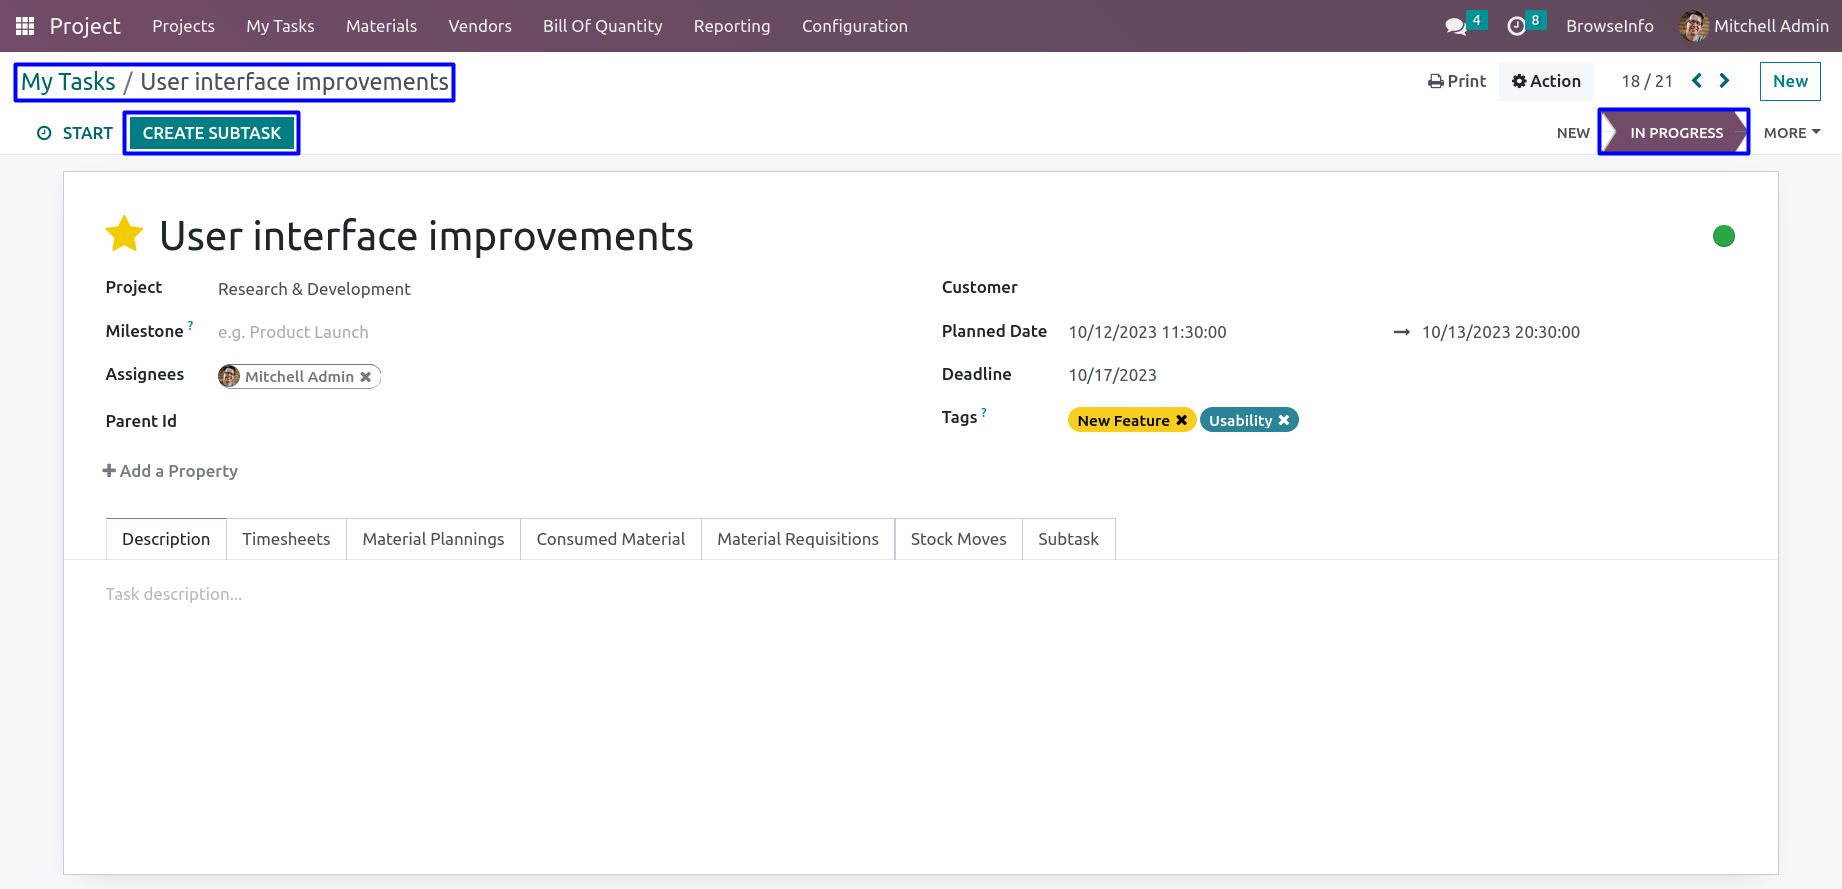 Project Projects My Tasks Materials Vendors Bill Of Quantity Reporting Configuration 4 8 BrowseInfo Mitchell Admin
My Tasks / User interface improvements Print Action 18 / 21 New
START CREATE SUBTASK NEW IN PROGRESS MORE
User interface improvements
Project Research & Development Customer
Milestone ? e.g. Product Launch Planned Date 10/12/2023 11:30:00 → 10/13/2023 20:30:00
Assignees Mitchell Admin ✖ Deadline 10/17/2023
Parent Id Tags ? New Feature ✖ Usability ✖
+ Add a Property
Description Timesheets Material Plannings Consumed Material Material Requisitions Stock Moves Subtask
Task description...